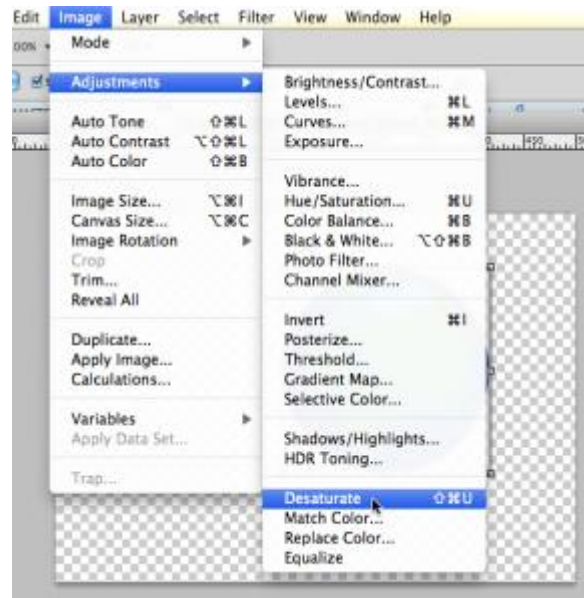 Edit Image Layer Select Filter View Window Help
Mode
Adjustments
Auto Tone ⇧⌘L
Auto Contrast ⌥⇧⌘L
Auto Color ⇧⌘B
Image Size... ⌥⌘I
Canvas Size... ⌥⌘C
Image Rotation
Crop
Trim...
Reveal All
Duplicate...
Apply Image...
Calculations...
Variables
Apply Data Set...
Trap...
Brightness/Contrast...
Levels... ⌘L
Curves... ⌘M
Exposure...
Vibrance...
Hue/Saturation... ⌘U
Color Balance... ⌘B
Black & White... ⌥⇧⌘B
Photo Filter...
Channel Mixer...
Invert ⌘I
Posterize...
Threshold...
Gradient Map...
Selective Color...
Shadows/Highlights...
HDR Toning...
Desaturate ⇧⌘U
Match Color...
Replace Color...
Equalize